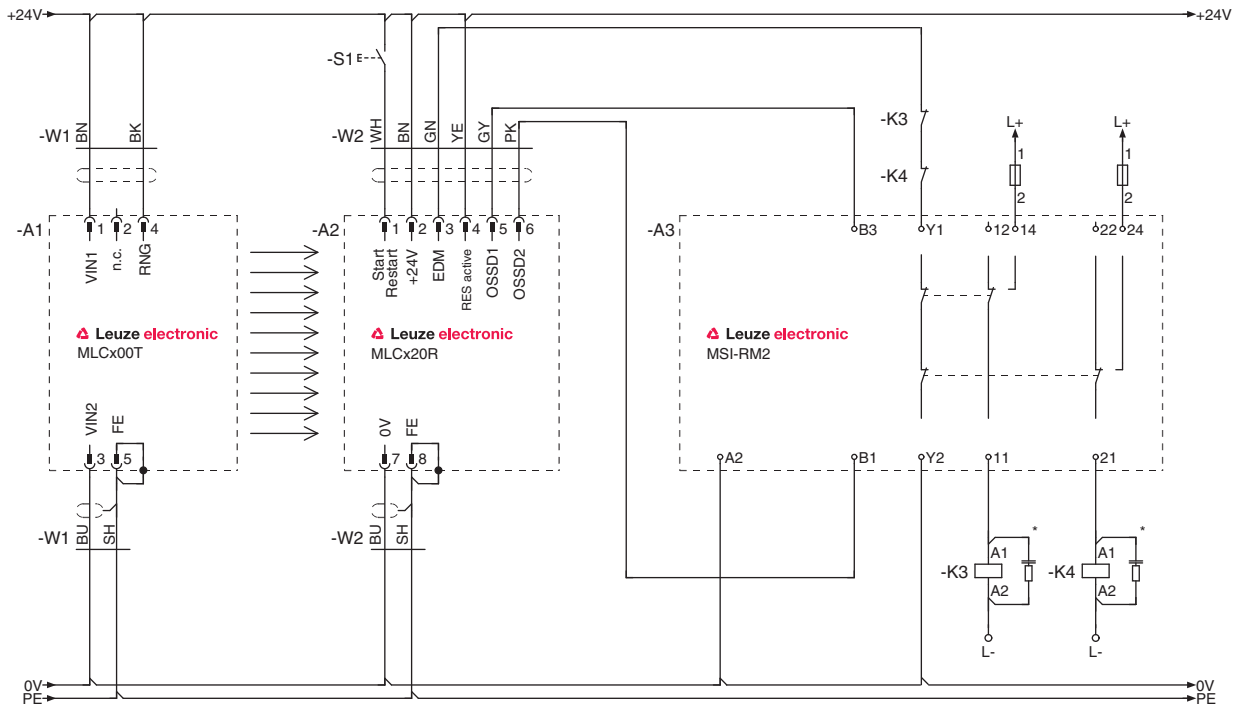 +24V +24V
-S1
-W1 BN BK
-W2 WH BN GN YE GY PK
-K3
-K4
L+ L+
1 1
2 2
-A1 1 2 4
-A2 1 2 3 4 5 6
-A3 B3 Y1 12 14 22 24
VIN1 n.c. RNG
Start Restart +24V EDM RES active OSSD1 OSSD2
Leuze electronic
MLCx00T
Leuze electronic
MLCx20R
Leuze electronic
MSI-RM2
VIN2 FE
0V FE
3 5
7 8
A2 B1 Y2 11 21
-W1 BU SH
-W2 BU SH
* *
-K3 A1 A2
-K4 A1 A2
L- L-
0V 0V
PE PE